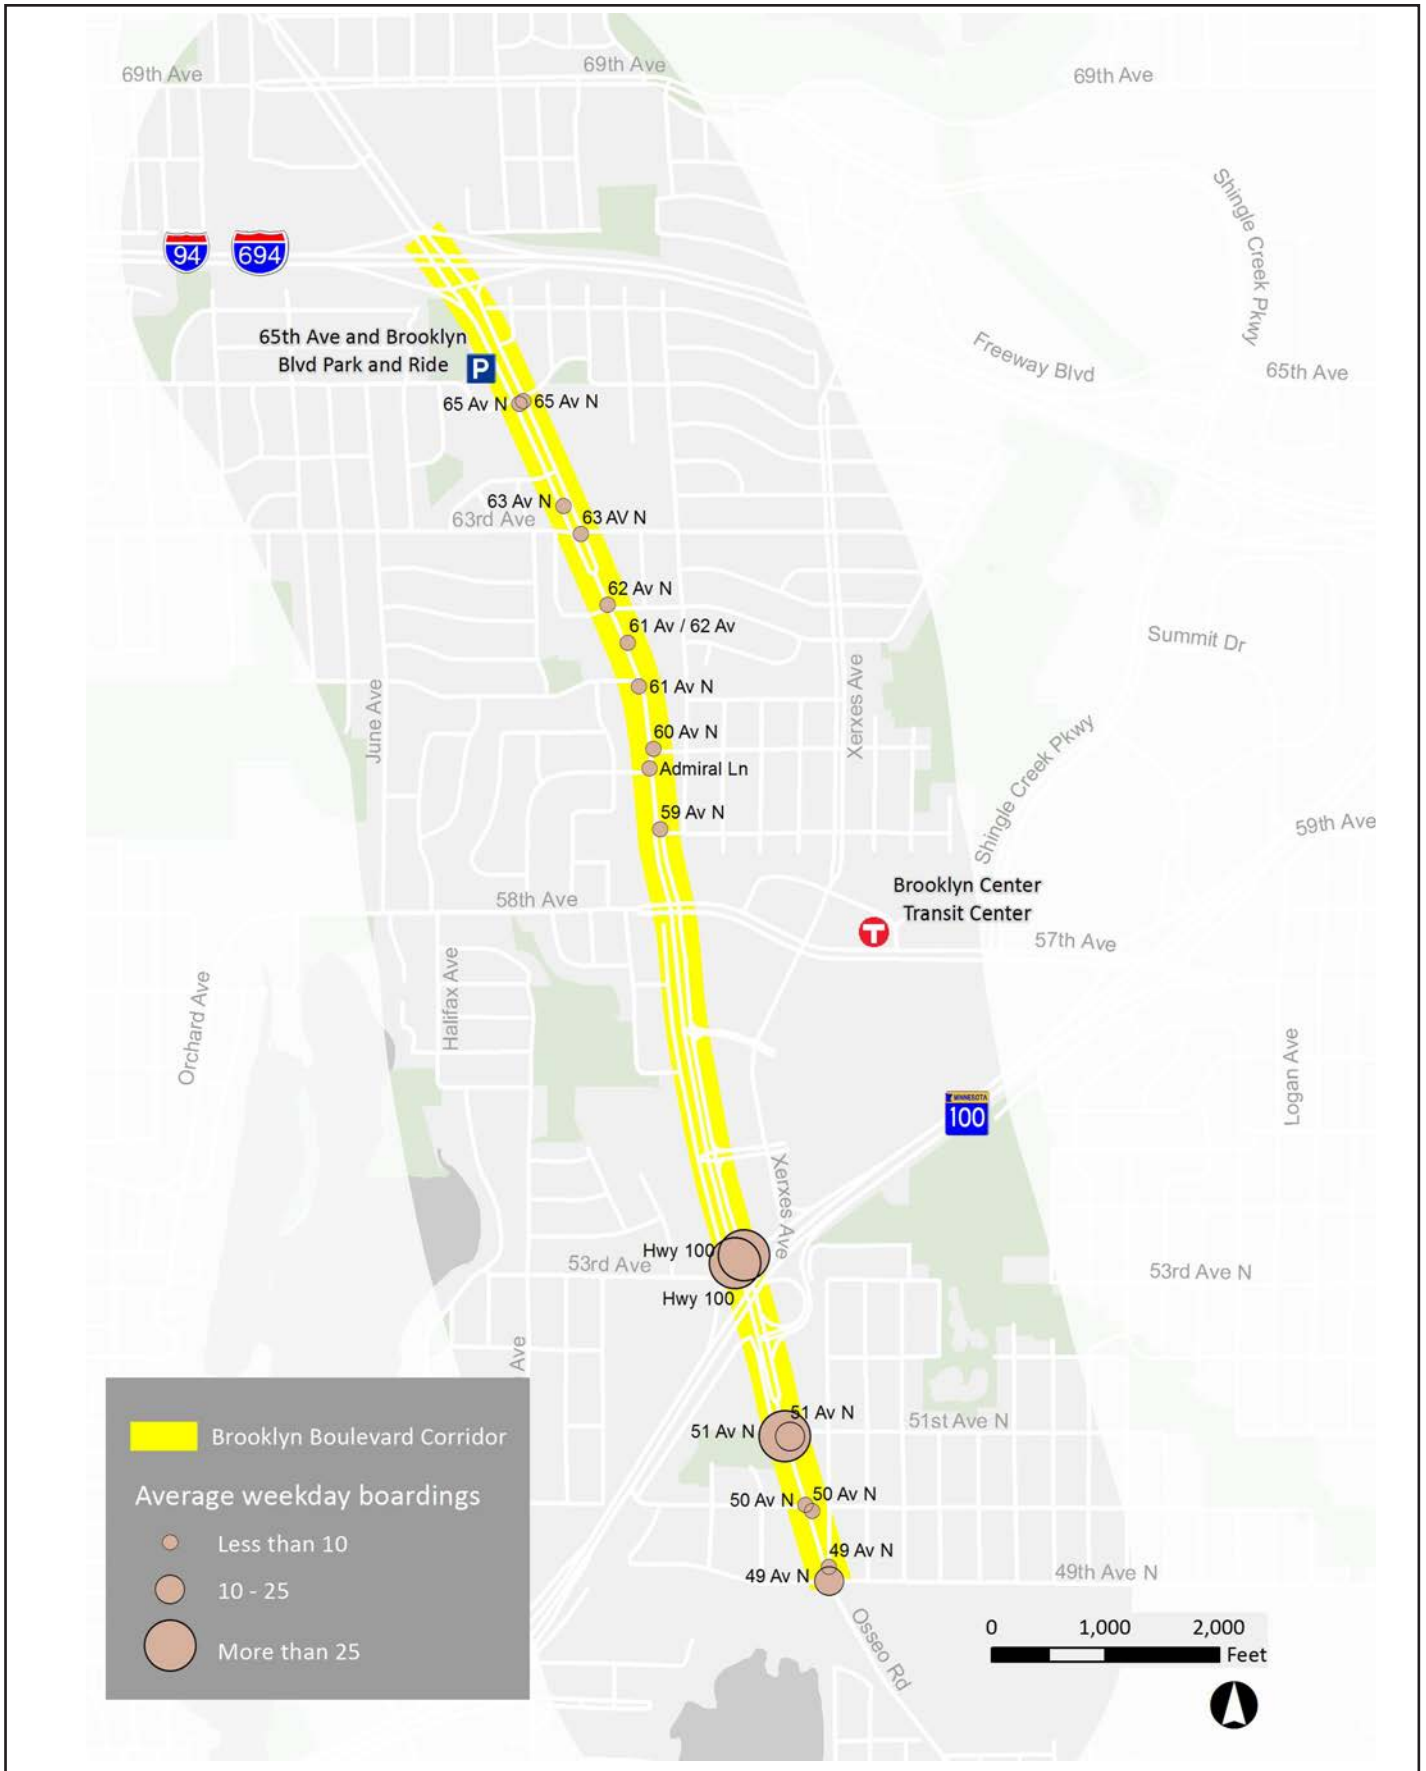 69th Ave
69th Ave
69th Ave
Shingle Creek Pkwy
94
694
65th Ave and Brooklyn
Blvd Park and Ride
P
Freeway Blvd
65th Ave
65 Av N
65 Av N
63 Av N
63rd Ave
63 AV N
62 Av N
61 Av / 62 Av
Summit Dr
61 Av N
June Ave
Xerxes Ave
60 Av N
Admiral Ln
Shingle Creek Pkwy
59 Av N
59th Ave
58th Ave
Brooklyn Center
Transit Center
T
57th Ave
Halifax Ave
Orchard Ave
Logan Ave
MINNESOTA
100
Xerxes Ave
Hwy 100
53rd Ave
53rd Ave N
Hwy 100
Ave
51 Av N
51 Av N
51st Ave N
50 Av N
50 Av N
49 Av N
49 Av N
49th Ave N
Osseo Rd
Brooklyn Boulevard Corridor
Average weekday boardings
Less than 10
10 - 25
More than 25
0 1,000 2,000
Feet